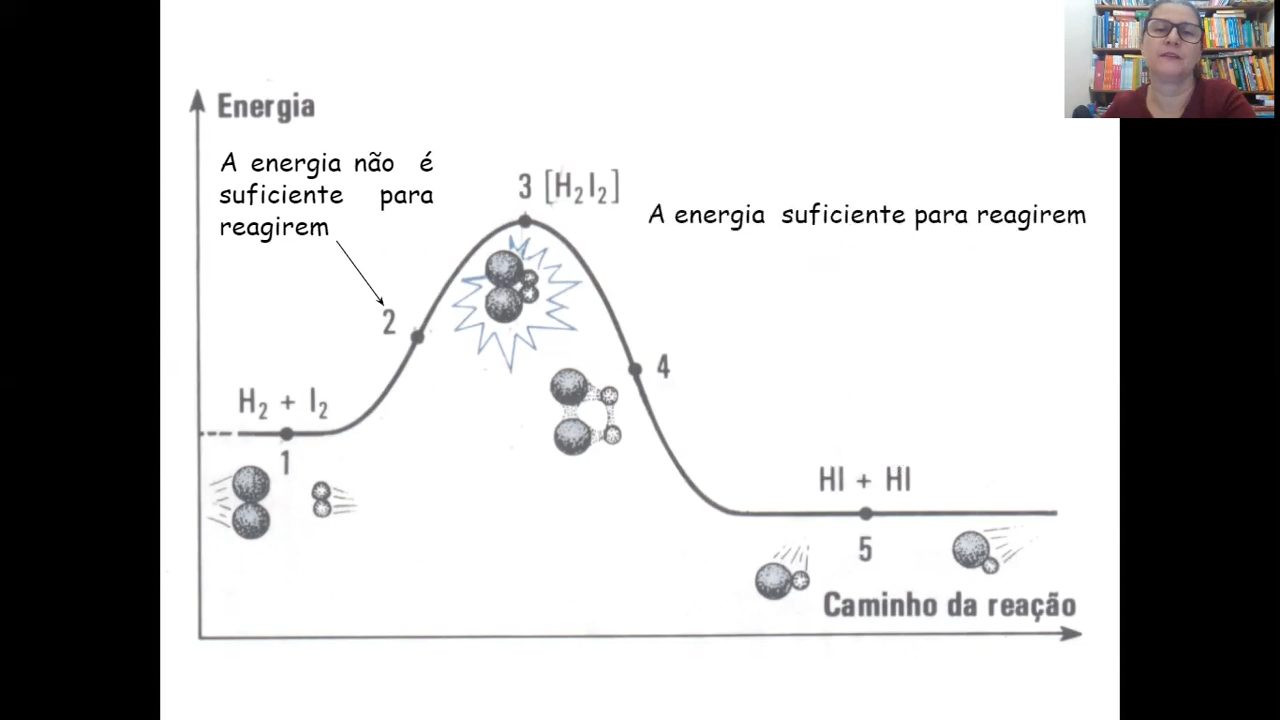 Energia
A energia não é
suficiente para
reagirem
3 [H₂I₂]
A energia suficiente para reagirem
2
4
H₂ + I₂
1
HI + HI
5
Caminho da reação